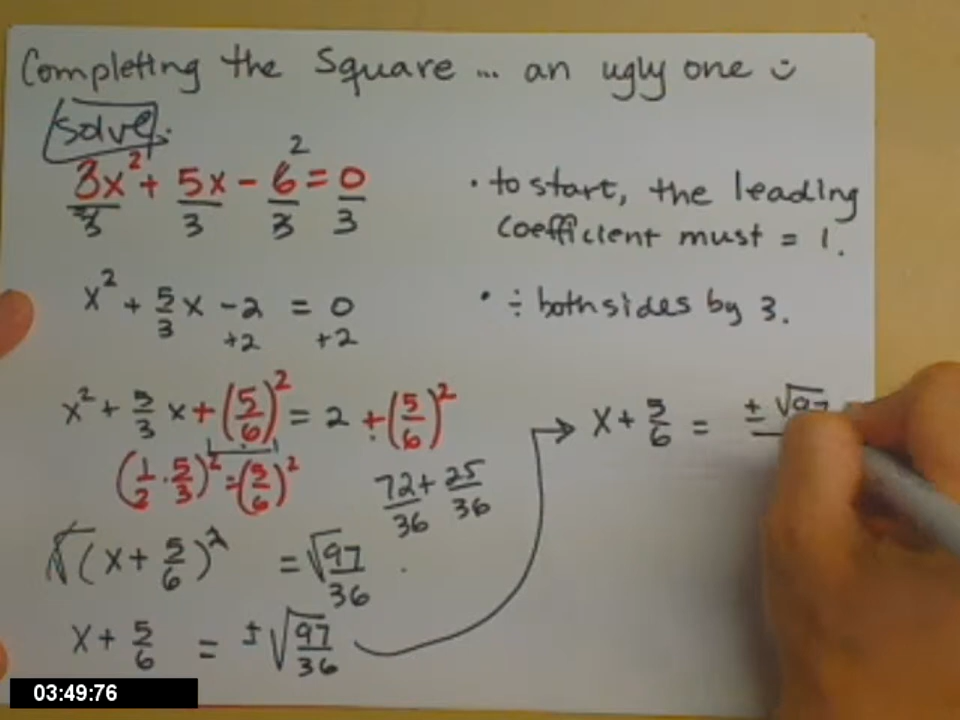 Completing the Square ... an ugly one
Solve.
3x² + 5x - 6 = 0
2
3 3 3 3
• to start, the leading
coefficient must = 1.
x² + 5/3 x - 2 = 0
+2 +2
• ÷ both sides by 3.
x² + 5/3 x + (5/6)² = 2 + (5/6)²
(1/2 · 5/3)² = (5/6)²
72/36 + 25/36
√(x + 5/6)² = √97/36
x + 5/6 = ±√97/36
x + 5/6 = ±√97
03:49:76